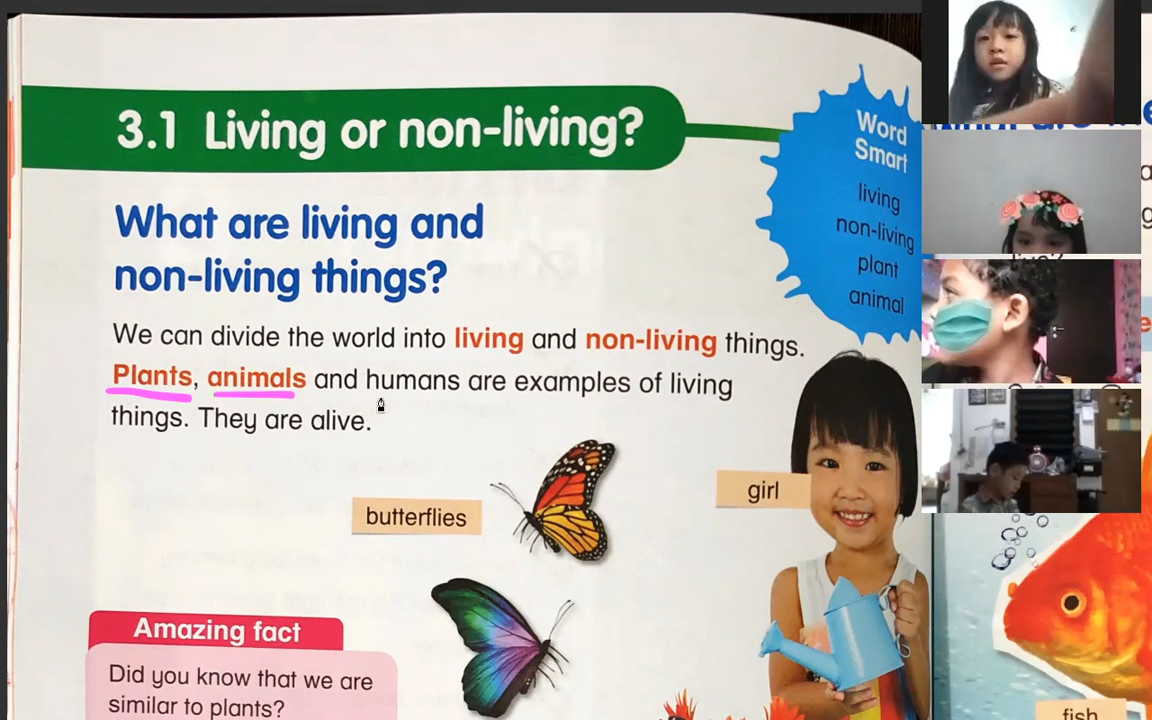 3.1 Living or non-living?
Word
Smart
living
non-living
plant
animal
What are living and
non-living things?
We can divide the world into living and non-living things.
Plants, animals and humans are examples of living
things. They are alive.
butterflies
girl
Amazing fact
Did you know that we are
similar to plants?
fish